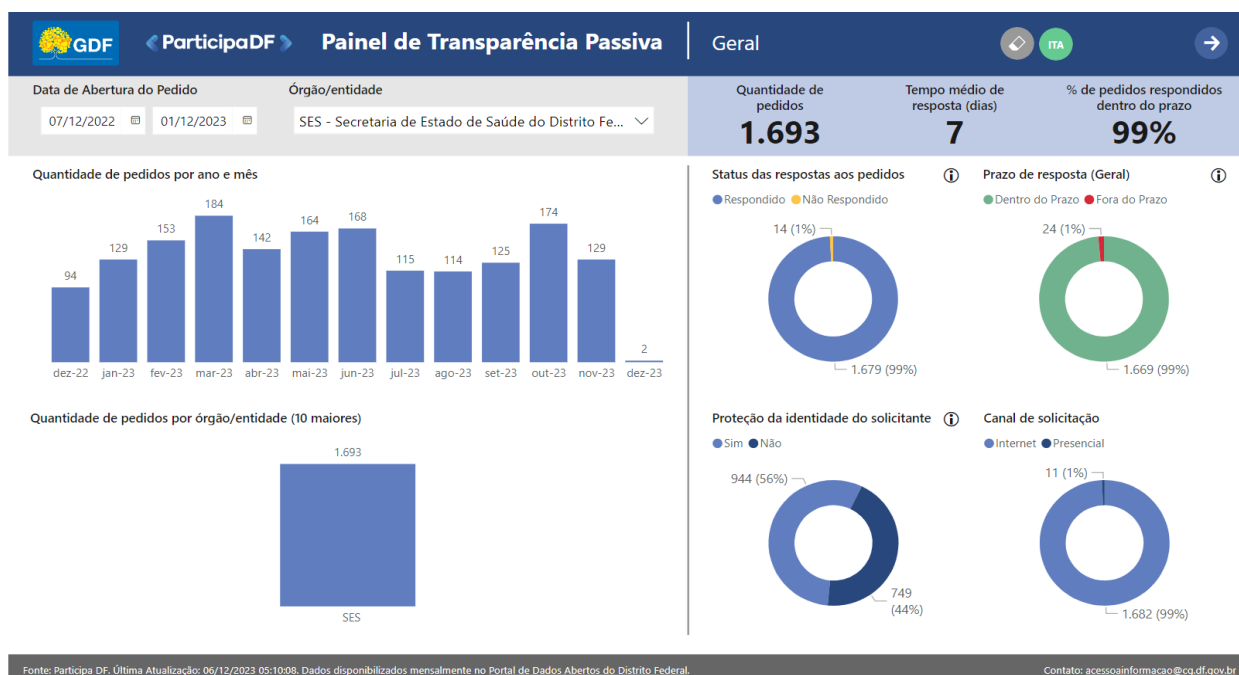 GDF
ParticipaDF
Painel de Transparência Passiva
Geral
ITA
Data de Abertura do Pedido
07/12/2022
01/12/2023
Órgão/entidade
SES - Secretaria de Estado de Saúde do Distrito Fe...
Quantidade de
pedidos
1.693
Tempo médio de
resposta (dias)
7
% de pedidos respondidos
dentro do prazo
99%
Quantidade de pedidos por ano e mês
94
129
153
184
142
164
168
115
114
125
174
129
2
dez-22 jan-23 fev-23 mar-23 abr-23 mai-23 jun-23 jul-23 ago-23 set-23 out-23 nov-23 dez-23
Quantidade de pedidos por órgão/entidade (10 maiores)
1.693
SES
Status das respostas aos pedidos
Respondido Não Respondido
14 (1%)
1.679 (99%)
Prazo de resposta (Geral)
Dentro do Prazo Fora do Prazo
24 (1%)
1.669 (99%)
Proteção da identidade do solicitante
Sim Não
944 (56%)
749
(44%)
Canal de solicitação
Internet Presencial
11 (1%)
1.682 (99%)
Fonte: Participa DF. Última Atualização: 06/12/2023 05:10:08. Dados disponibilizados mensalmente no Portal de Dados Abertos do Distrito Federal.
Contato: acessoainformacao@cg.df.gov.br